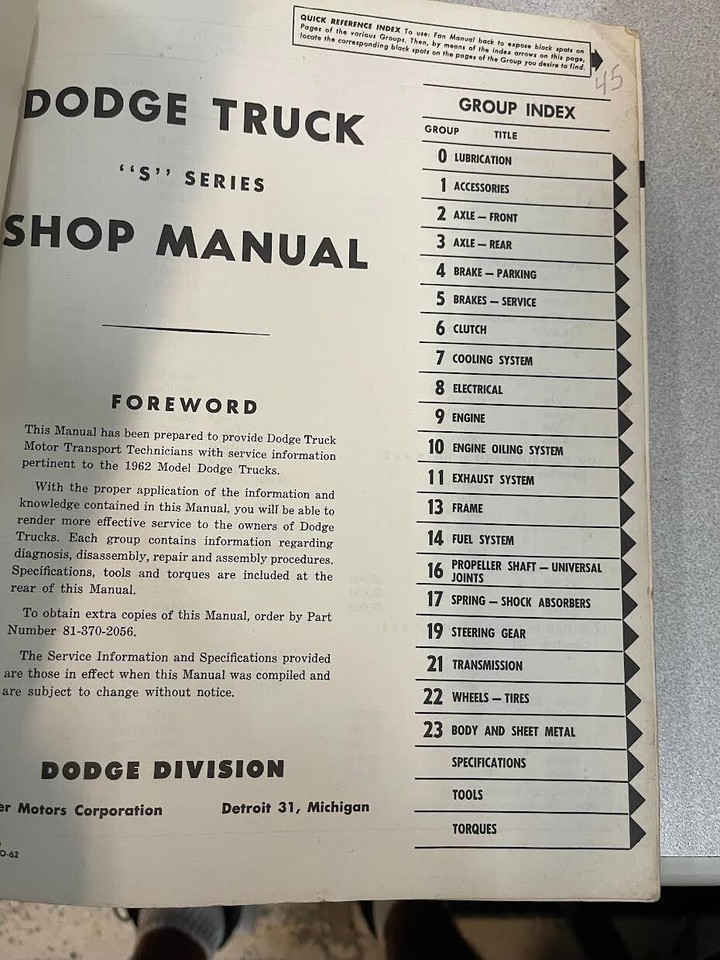 QUICK REFERENCE INDEX To use: Fan Manual back to expose black spots on
Pages of the various Groups. Then, by means of the index arrows on this page,
locate the corresponding black spots on the pages of the Group you desire to find.
45
DODGE TRUCK
“S” SERIES
SHOP MANUAL
FOREWORD
This Manual has been prepared to provide Dodge Truck
Motor Transport Technicians with service information
pertinent to the 1962 Model Dodge Trucks.
With the proper application of the information and
knowledge contained in this Manual, you will be able to
render more effective service to the owners of Dodge
Trucks. Each group contains information regarding
diagnosis, disassembly, repair and assembly procedures.
Specifications, tools and torques are included at the
rear of this Manual.
To obtain extra copies of this Manual, order by Part
Number 81-370-2056.
The Service Information and Specifications provided
are those in effect when this Manual was compiled and
are subject to change without notice.
DODGE DIVISION
er Motors Corporation Detroit 31, Michigan
O-62
GROUP INDEX
GROUP TITLE
0 LUBRICATION
1 ACCESSORIES
2 AXLE — FRONT
3 AXLE — REAR
4 BRAKE — PARKING
5 BRAKES — SERVICE
6 CLUTCH
7 COOLING SYSTEM
8 ELECTRICAL
9 ENGINE
10 ENGINE OILING SYSTEM
11 EXHAUST SYSTEM
13 FRAME
14 FUEL SYSTEM
16 PROPELLER SHAFT — UNIVERSAL
JOINTS
17 SPRING — SHOCK ABSORBERS
19 STEERING GEAR
21 TRANSMISSION
22 WHEELS — TIRES
23 BODY AND SHEET METAL
SPECIFICATIONS
TOOLS
TORQUES